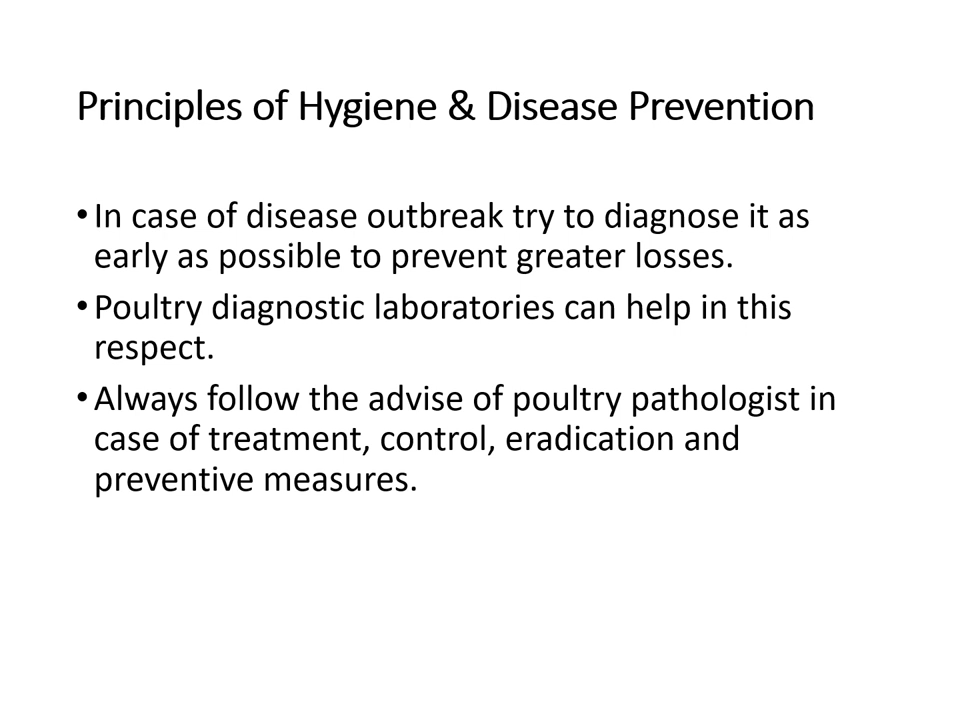 Principles of Hygiene & Disease Prevention
• In case of disease outbreak try to diagnose it as
early as possible to prevent greater losses.
• Poultry diagnostic laboratories can help in this
respect.
• Always follow the advise of poultry pathologist in
case of treatment, control, eradication and
preventive measures.